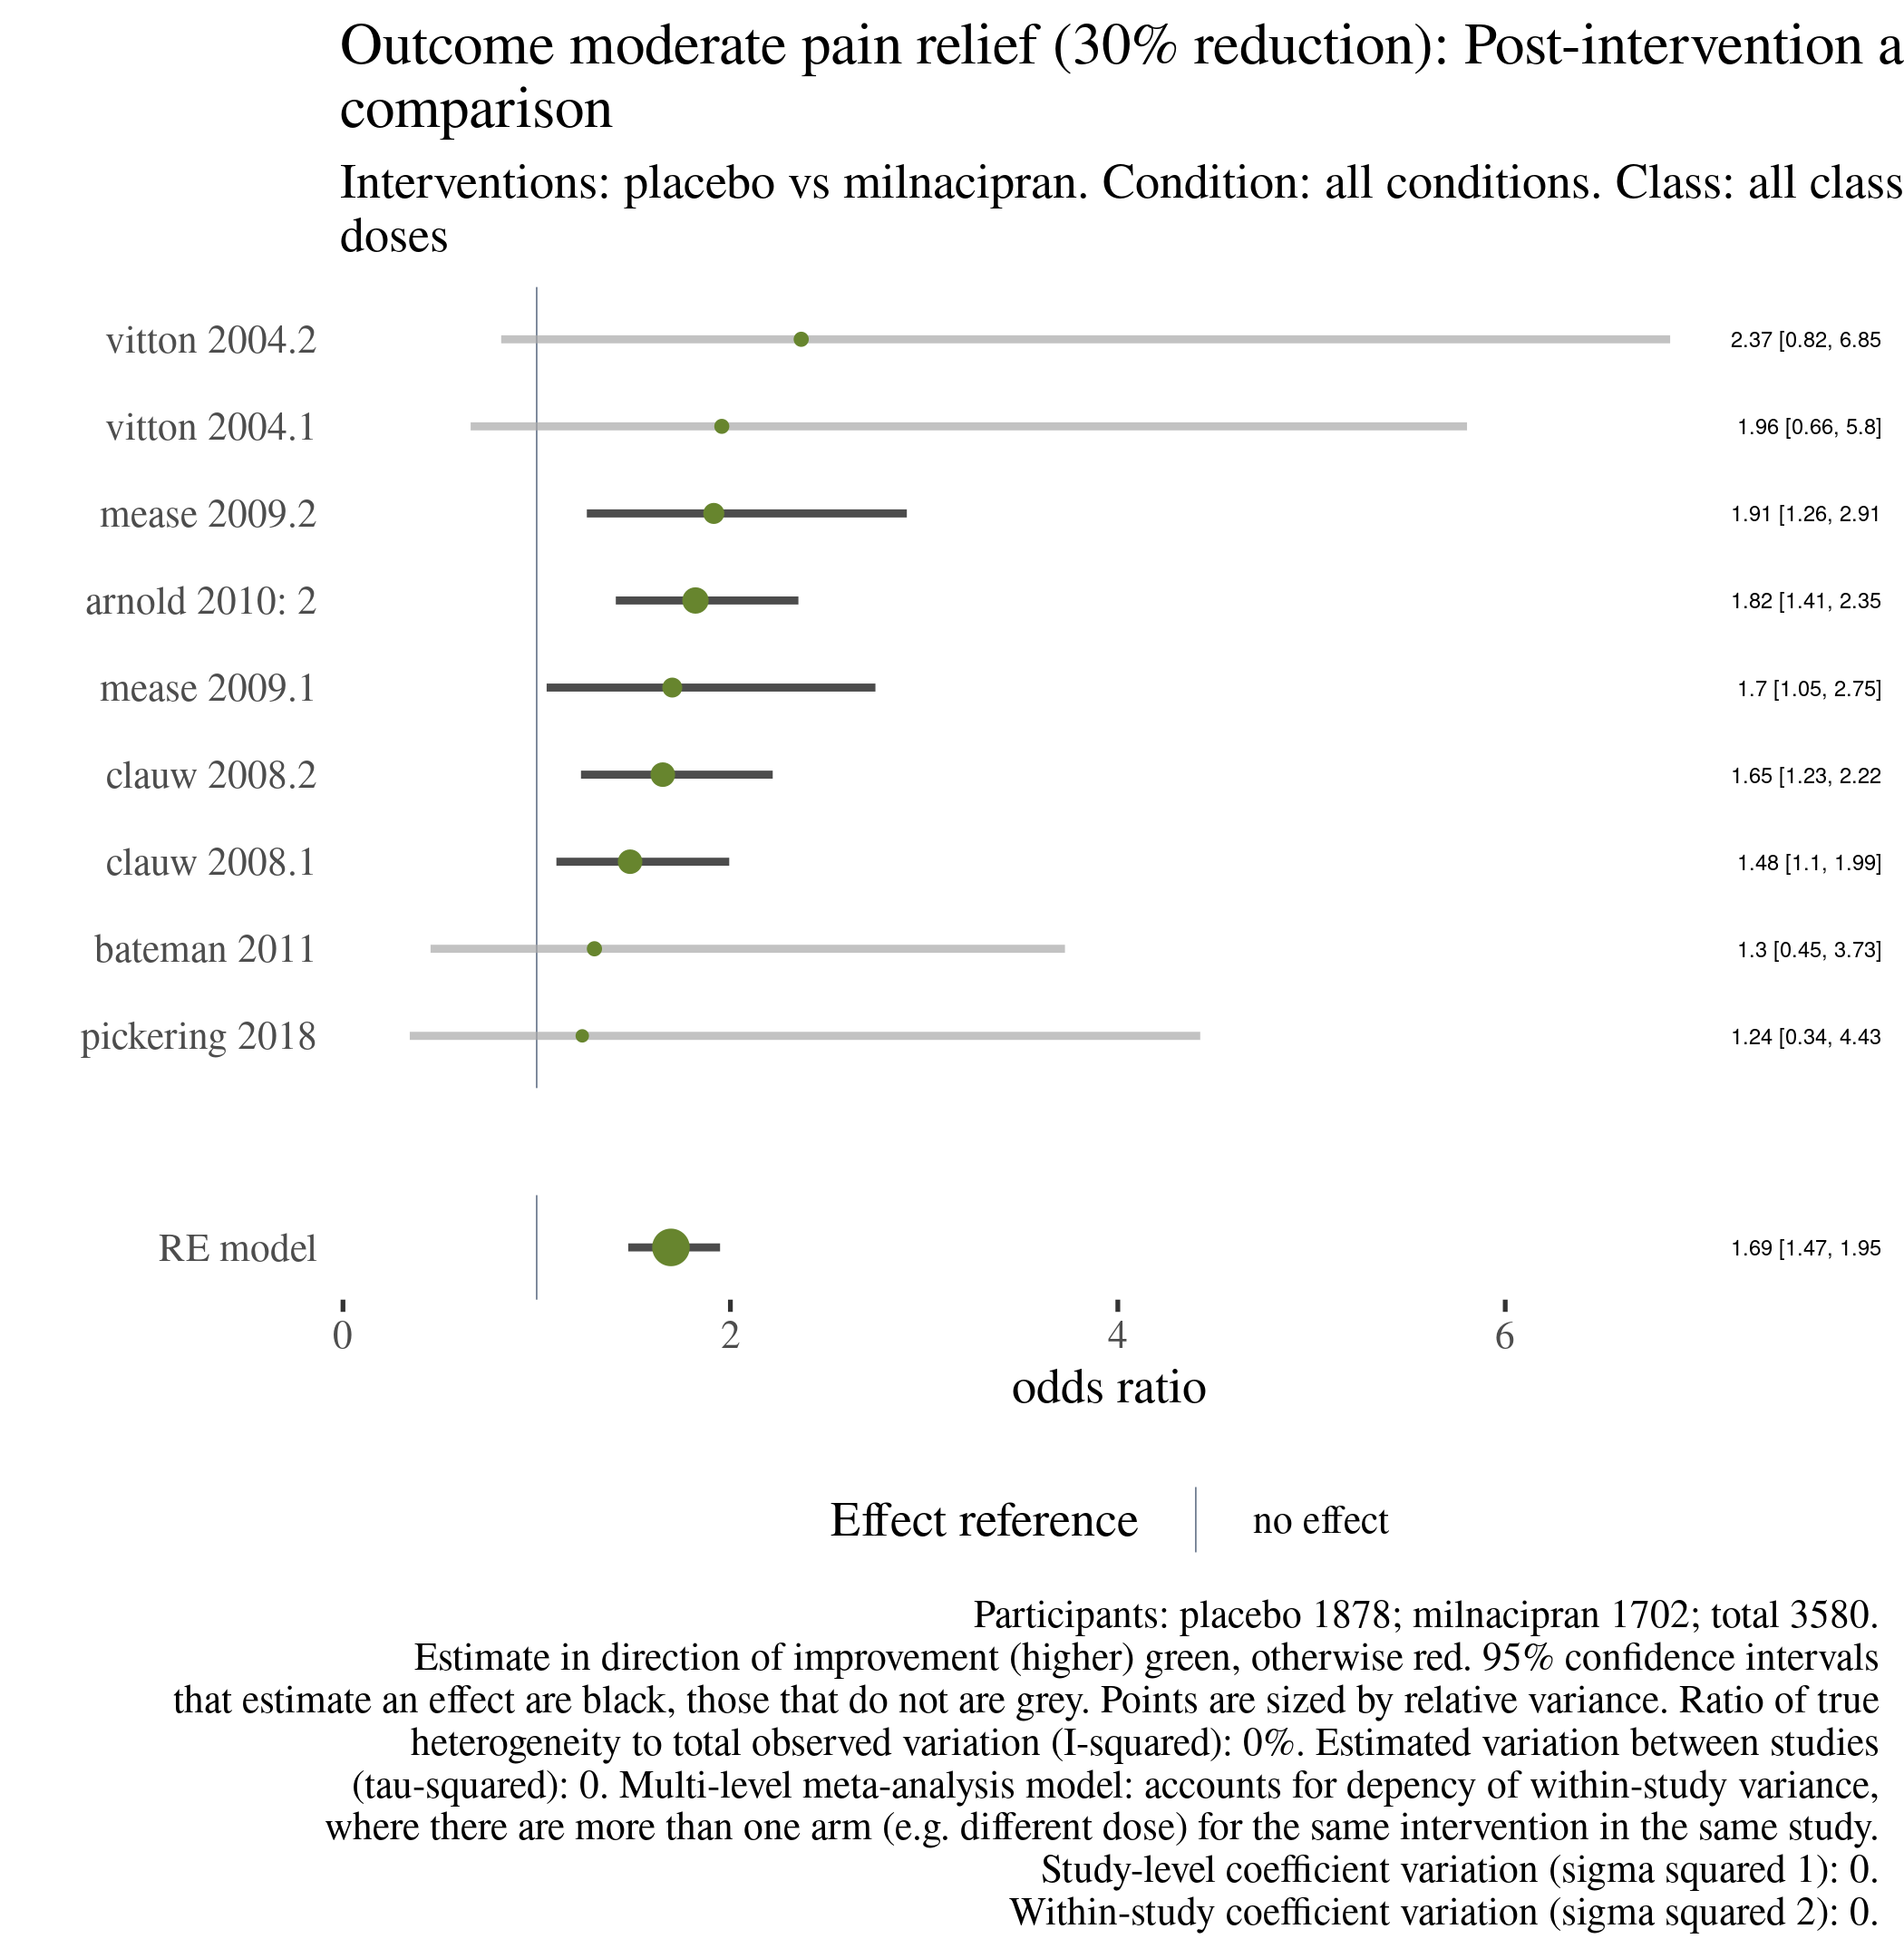 Outcome moderate pain relief (30% reduction): Post-intervention a
comparison
Interventions: placebo vs milnacipran. Condition: all conditions. Class: all class
doses
vitton 2004.2 2.37 [0.82, 6.85
vitton 2004.1 1.96 [0.66, 5.8]
mease 2009.2 1.91 [1.26, 2.91
arnold 2010: 2 1.82 [1.41, 2.35
mease 2009.1 1.7 [1.05, 2.75]
clauw 2008.2 1.65 [1.23, 2.22
clauw 2008.1 1.48 [1.1, 1.99]
bateman 2011 1.3 [0.45, 3.73]
pickering 2018 1.24 [0.34, 4.43
RE model 1.69 [1.47, 1.95
0 2 4 6
odds ratio
Effect reference no effect
Participants: placebo 1878; milnacipran 1702; total 3580.
Estimate in direction of improvement (higher) green, otherwise red. 95% confidence intervals
that estimate an effect are black, those that do not are grey. Points are sized by relative variance. Ratio of true
heterogeneity to total observed variation (I-squared): 0%. Estimated variation between studies
(tau-squared): 0. Multi-level meta-analysis model: accounts for depency of within-study variance,
where there are more than one arm (e.g. different dose) for the same intervention in the same study.
Study-level coefficient variation (sigma squared 1): 0.
Within-study coefficient variation (sigma squared 2): 0.